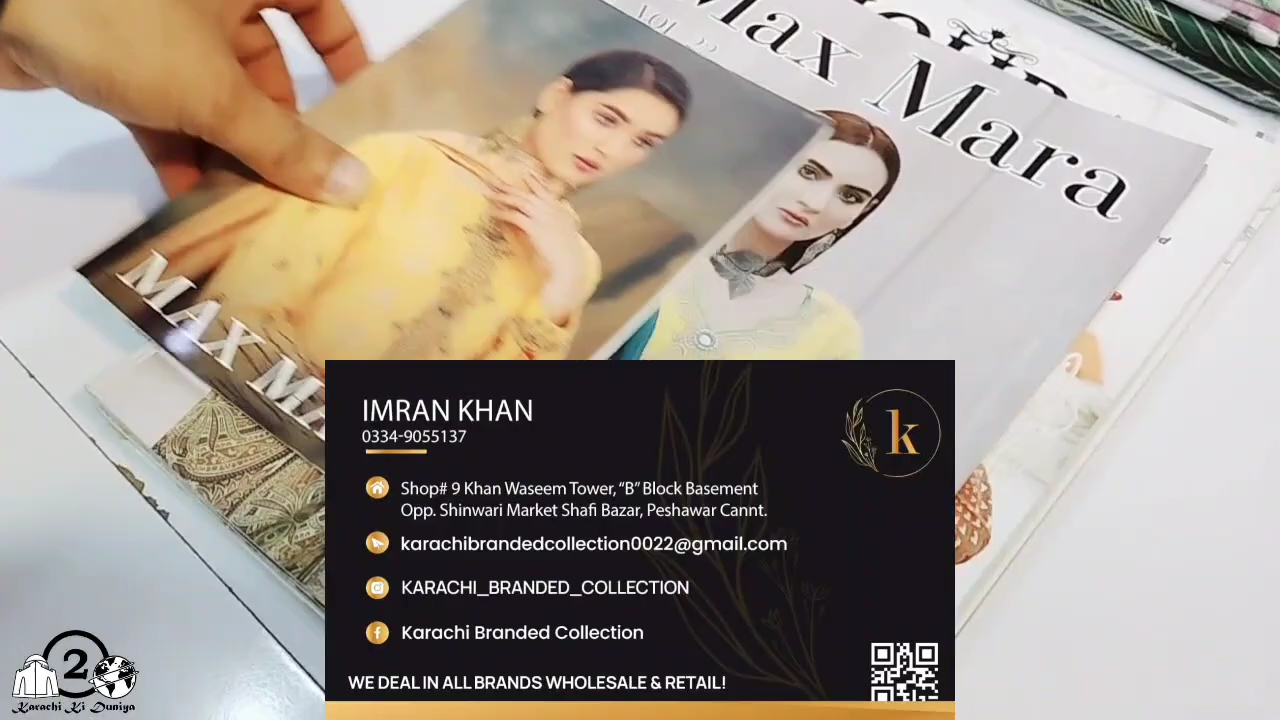 VOL
Max Mara
MAX M
IMRAN KHAN
0334-9055137
k
Shop# 9 Khan Waseem Tower, “B” Block Basement
Opp. Shinwari Market Shafi Bazar, Peshawar Cannt.
karachibrandedcollection0022@gmail.com
KARACHI_BRANDED_COLLECTION
Karachi Branded Collection
WE DEAL IN ALL BRANDS WHOLESALE & RETAIL!
2
Karachi Ki Duniya